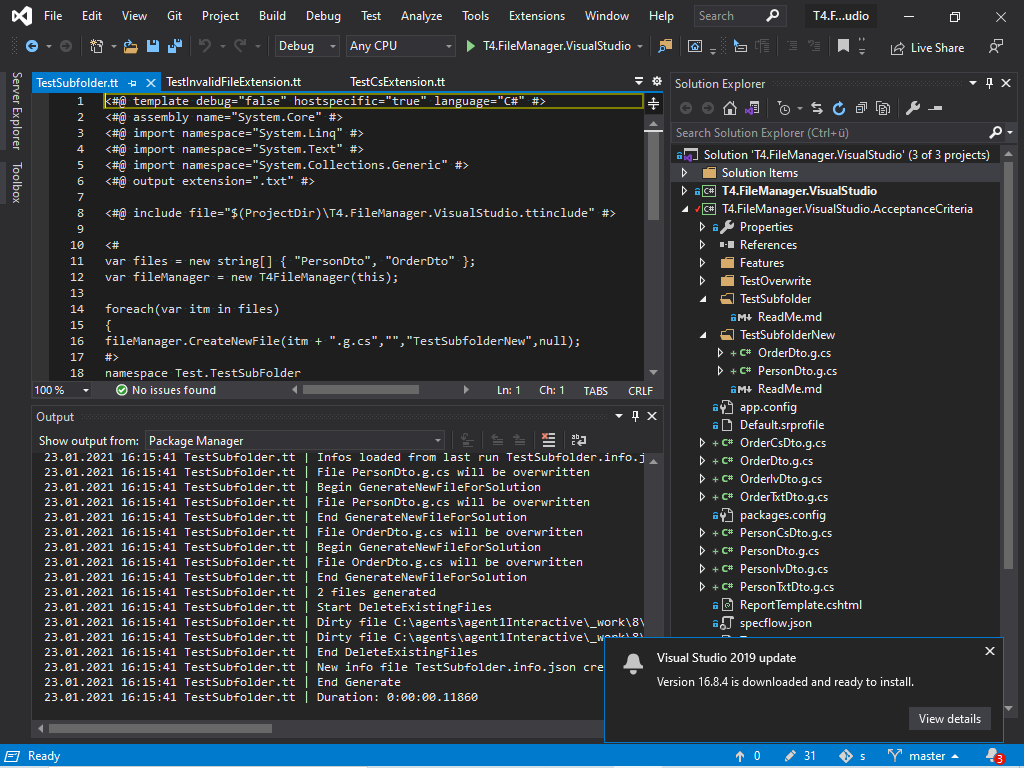 File Edit View Git Project Build Debug Test Analyze Tools Extensions Window Help Search T4.F...udio
Debug Any CPU T4.FileManager.VisualStudio Live Share
Server Explorer
Toolbox
TestSubfolder.tt TestInvalidFileExtension.tt TestCsExtension.tt
1 <#@ template debug="false" hostspecific="true" language="C#" #>
2 <#@ assembly name="System.Core" #>
3 <#@ import namespace="System.Linq" #>
4 <#@ import namespace="System.Text" #>
5 <#@ import namespace="System.Collections.Generic" #>
6 <#@ output extension=".txt" #>
7
8 <#@ include file="$(ProjectDir)\T4.FileManager.VisualStudio.ttinclude" #>
9
10 <#
11 var files = new string[] { "PersonDto", "OrderDto" };
12 var fileManager = new T4FileManager(this);
13
14 foreach(var itm in files)
15 {
16 fileManager.CreateNewFile(itm + ".g.cs","","TestSubfolderNew",null);
17 #>
18 namespace Test.TestSubFolder
100 % No issues found Ln: 1 Ch: 1 TABS CRLF
Output
Show output from: Package Manager
23.01.2021 16:15:41 TestSubfolder.tt | Infos loaded from last run TestSubfolder.info.j
23.01.2021 16:15:41 TestSubfolder.tt | File PersonDto.g.cs will be overwritten
23.01.2021 16:15:41 TestSubfolder.tt | Begin GenerateNewFileForSolution
23.01.2021 16:15:41 TestSubfolder.tt | File PersonDto.g.cs will be overwritten
23.01.2021 16:15:41 TestSubfolder.tt | End GenerateNewFileForSolution
23.01.2021 16:15:41 TestSubfolder.tt | File OrderDto.g.cs will be overwritten
23.01.2021 16:15:41 TestSubfolder.tt | Begin GenerateNewFileForSolution
23.01.2021 16:15:41 TestSubfolder.tt | File OrderDto.g.cs will be overwritten
23.01.2021 16:15:41 TestSubfolder.tt | End GenerateNewFileForSolution
23.01.2021 16:15:41 TestSubfolder.tt | 2 files generated
23.01.2021 16:15:41 TestSubfolder.tt | Start DeleteExistingFiles
23.01.2021 16:15:41 TestSubfolder.tt | Dirty file C:\agents\agent1Interactive\_work\8\
23.01.2021 16:15:41 TestSubfolder.tt | Dirty file C:\agents\agent1Interactive\_work\8\
23.01.2021 16:15:41 TestSubfolder.tt | End DeleteExistingFiles
23.01.2021 16:15:41 TestSubfolder.tt | New info file TestSubfolder.info.json cre
23.01.2021 16:15:41 TestSubfolder.tt | End Generate
23.01.2021 16:15:41 TestSubfolder.tt | Duration: 0:00:00.11860
Solution Explorer
Search Solution Explorer (Ctrl+ü)
Solution 'T4.FileManager.VisualStudio' (3 of 3 projects)
Solution Items
C# T4.FileManager.VisualStudio
C# T4.FileManager.VisualStudio.AcceptanceCriteria
Properties
References
Features
TestOverwrite
TestSubfolder
M+ ReadMe.md
TestSubfolderNew
+ C# OrderDto.g.cs
+ C# PersonDto.g.cs
M+ ReadMe.md
app.config
Default.srprofile
+ C# OrderCsDto.g.cs
+ C# OrderDto.g.cs
+ C# OrderIvDto.g.cs
+ C# OrderTxtDto.g.cs
packages.config
+ C# PersonCsDto.g.cs
+ C# PersonDto.g.cs
+ C# PersonIvDto.g.cs
+ C# PersonTxtDto.g.cs
ReportTemplate.cshtml
specflow.json
Visual Studio 2019 update
Version 16.8.4 is downloaded and ready to install.
View details
Ready 0 31 s master 3